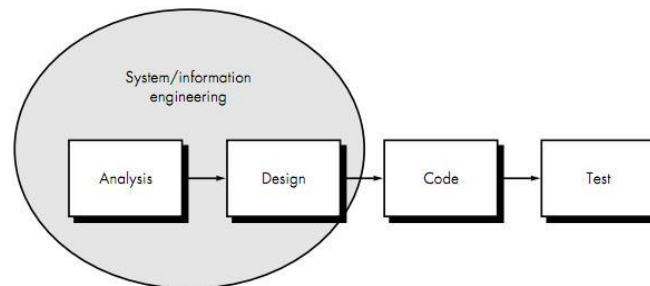 System/information
engineering
Analysis
Design
Code
Test